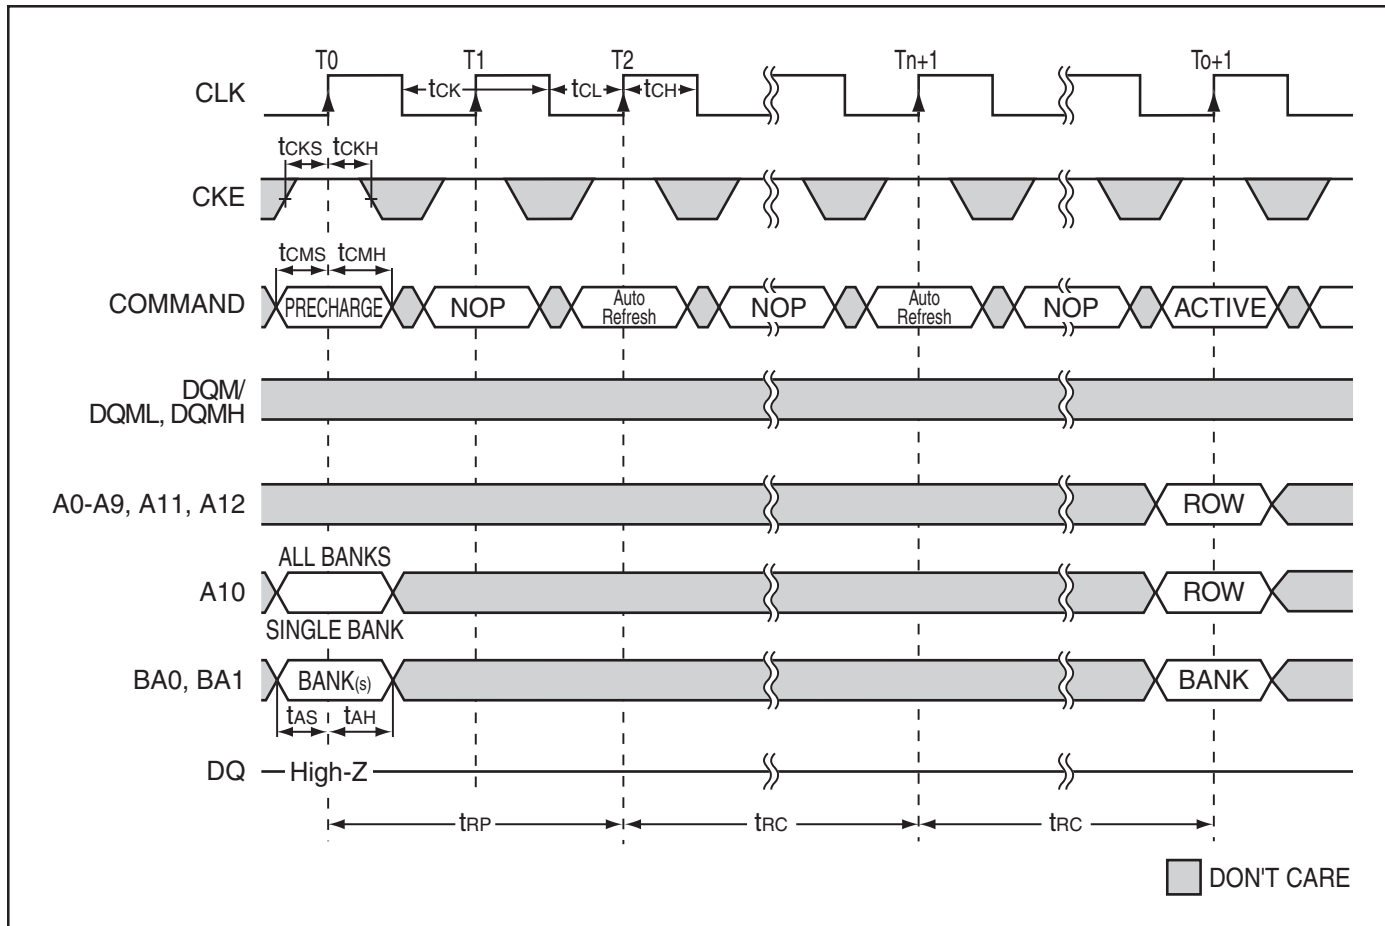 T0 T1 T2 Tn+1 To+1
CLK tCK tCL tCH
tCKS tCKH
CKE
tCMS tCMH
COMMAND PRECHARGE NOP Auto Refresh NOP Auto Refresh NOP ACTIVE
DQM/
DQML, DQMH
A0-A9, A11, A12 ROW
ALL BANKS
A10 ROW
SINGLE BANK
BA0, BA1 BANK(s) BANK
tAS tAH
DQ High-Z
tRP tRC tRC
DON'T CARE